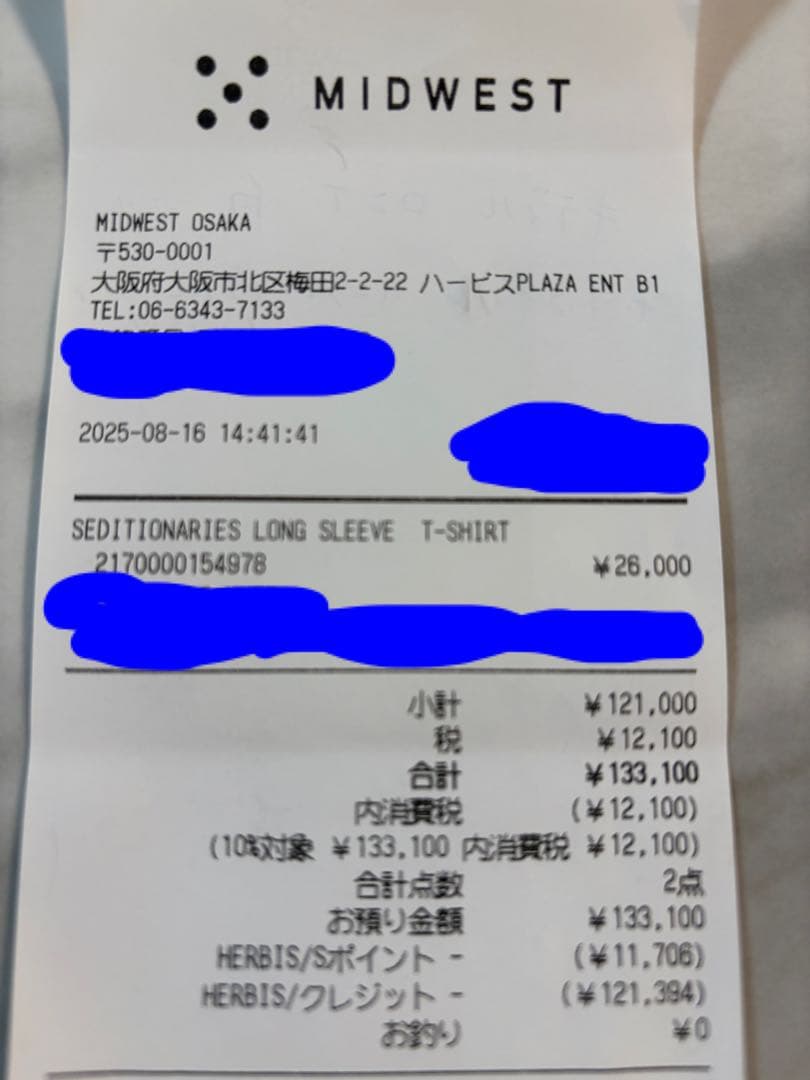 MIDWEST
MIDWEST OSAKA
〒530-0001
大阪府大阪市北区梅田2-2-22 ハービスPLAZA ENT B1
TEL:06-6343-7133
2025-08-16 14:41:41
SEDITIONARIES LONG SLEEVE T-SHIRT
2170000154978 ¥26,000
小計 ¥121,000
税 ¥12,100
合計 ¥133,100
内消費税 (¥12,100)
(10%対象 ¥133,100 内消費税 ¥12,100)
合計点数 2点
お預り金額 ¥133,100
HERBIS/Sポイント - (¥11,706)
HERBIS/クレジット - (¥121,394)
お釣り ¥0